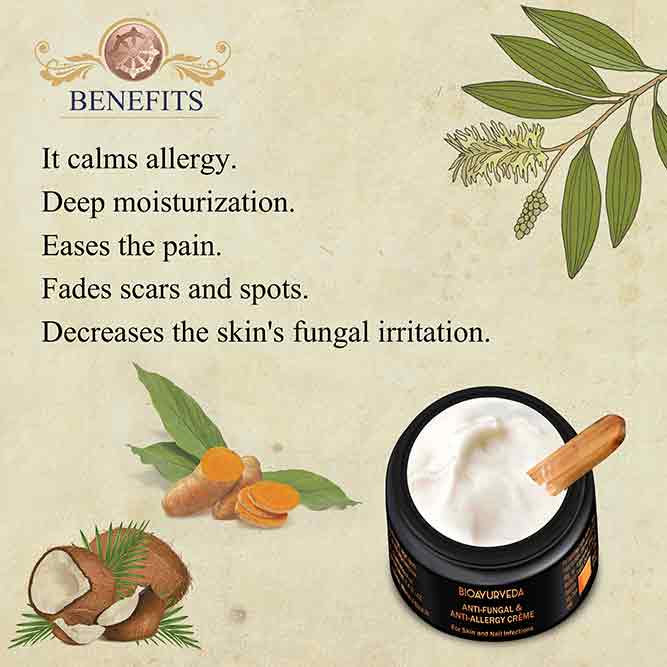 BENEFITS
It calms allergy.
Deep moisturization.
Eases the pain.
Fades scars and spots.
Decreases the skin's fungal irritation.
BIOAYURVEDA
ANTI-FUNGAL &
ANTI-ALLERGY CRÈME
For Skin and Nail Infections